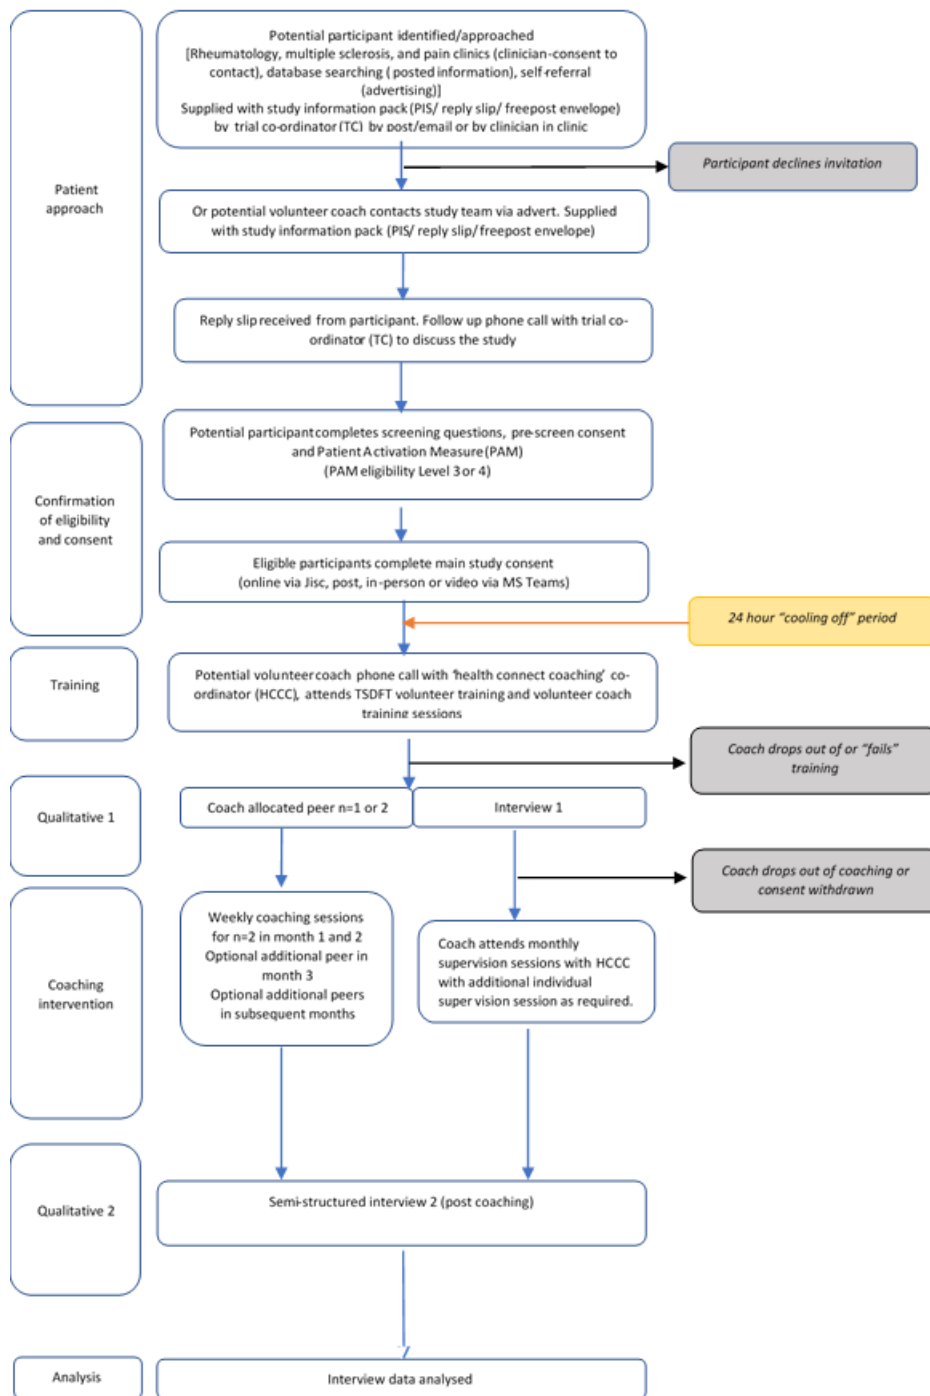 Potential participant identified/approached
[Rheumatology, multiple sclerosis, and pain clinics (clinician-consent to
contact), database searching ( posted information), self-referral
(advertising)]
Supplied with study information pack (PIS/ reply slip/ freepost envelope)
by trial co-ordinator (TC) by post/email or by clinician in clinic
Participant declines invitation
Patient
approach
Or potential volunteer coach contacts study team via advert. Supplied
with study information pack (PIS/ reply slip/ freepost envelope)
Reply slip received from participant. Follow up phone call with trial co-
ordinator (TC) to discuss the study
Potential participant completes screening questions, pre-screen consent
and Patient Activation Measure (PAM)
(PAM eligibility Level 3 or 4)
Confirmation
of eligibility
and consent
Eligible participants complete main study consent
(online via Jisc, post, in-person or video via MS Teams)
24 hour “cooling off” period
Training
Potential volunteer coach phone call with ‘health connect coaching’ co-
ordinator (HCCC), attends TSDFT volunteer training and volunteer coach
training sessions
Coach drops out of or “fails”
training
Qualitative 1
Coach allocated peer n=1 or 2
Interview 1
Coach drops out of coaching or
consent withdrawn
Coaching
intervention
Weekly coaching sessions
for n=2 in month 1 and 2
Optional additional peer in
month 3
Optional additional peers
in subsequent months
Coach attends monthly
supervision sessions with HCCC
with additional individual
super vision session as required.
Qualitative 2
Semi-structured interview 2 (post coaching)
Analysis
Interview data analysed